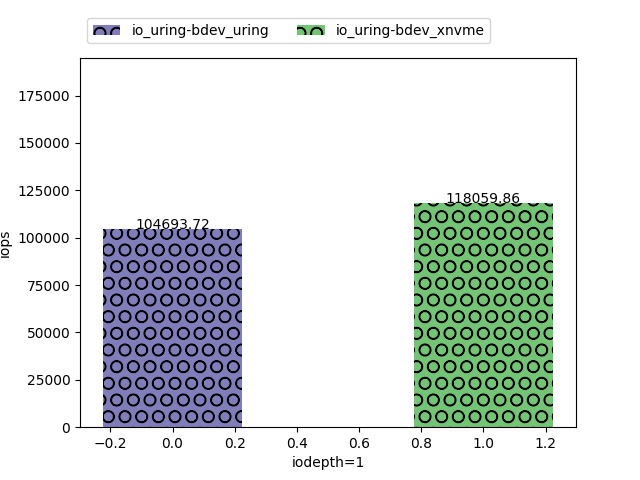 io_uring-bdev_uring io_uring-bdev_xnvme
175000
150000
125000
100000
75000
50000
25000
0
iops
104693.72
118059.86
−0.2 0.0 0.2 0.4 0.6 0.8 1.0 1.2
iodepth=1